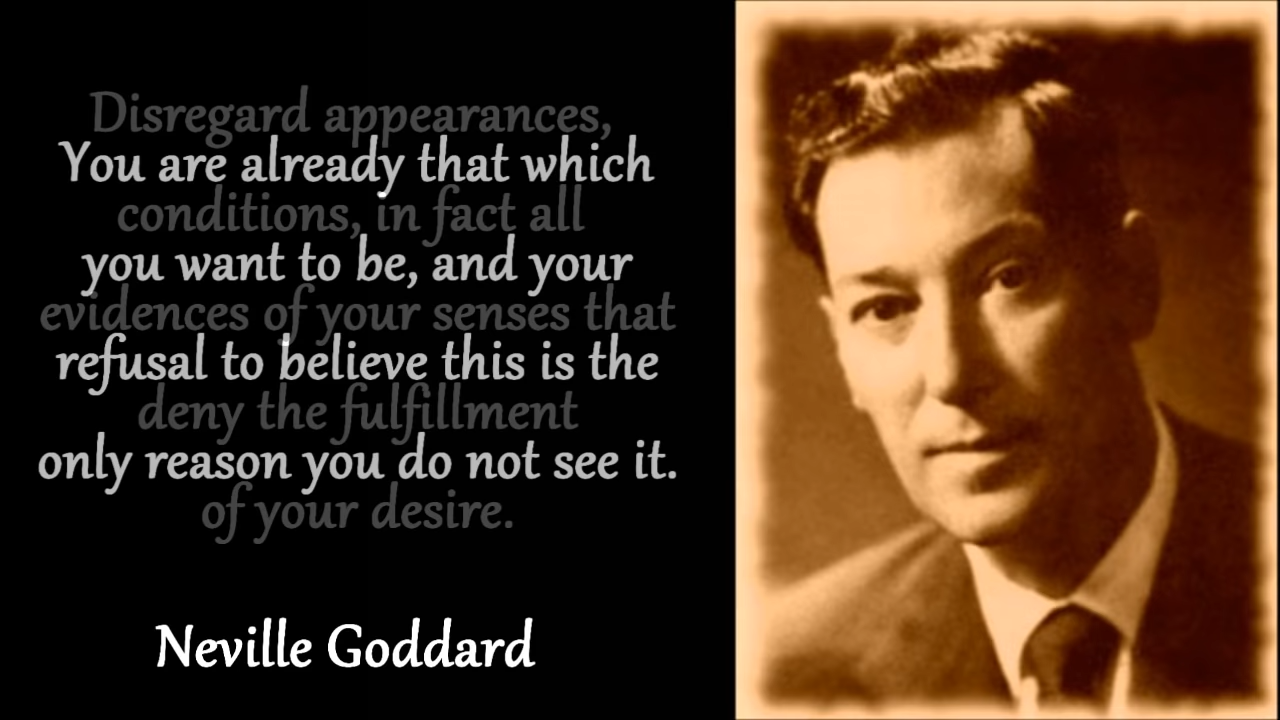 Disregard appearances,
You are already that which
conditions, in fact all
you want to be, and your
evidences of your senses that
refusal to believe this is the
deny the fulfillment
only reason you do not see it.
of your desire.
Neville Goddard